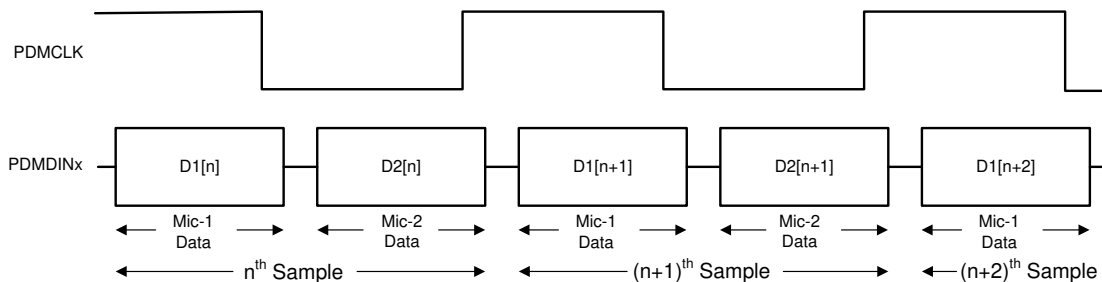 PDMCLK
PDMDINx
D1[n]
D2[n]
D1[n+1]
D2[n+1]
D1[n+2]
Mic-1
Data
Mic-2
Data
Mic-1
Data
Mic-2
Data
Mic-1
Data
nth Sample
(n+1)th Sample
(n+2)th Sample